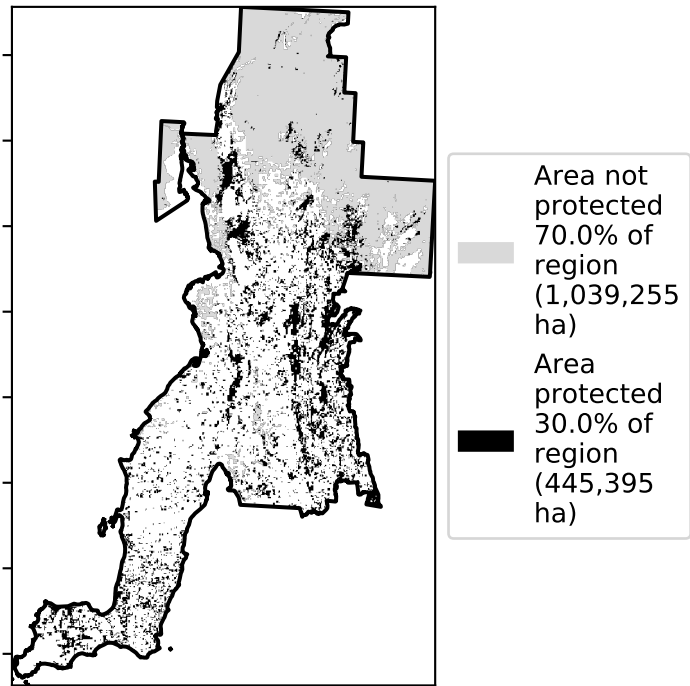 Area not
protected
70.0% of
region
(1,039,255
ha)
Area
protected
30.0% of
region
(445,395
ha)